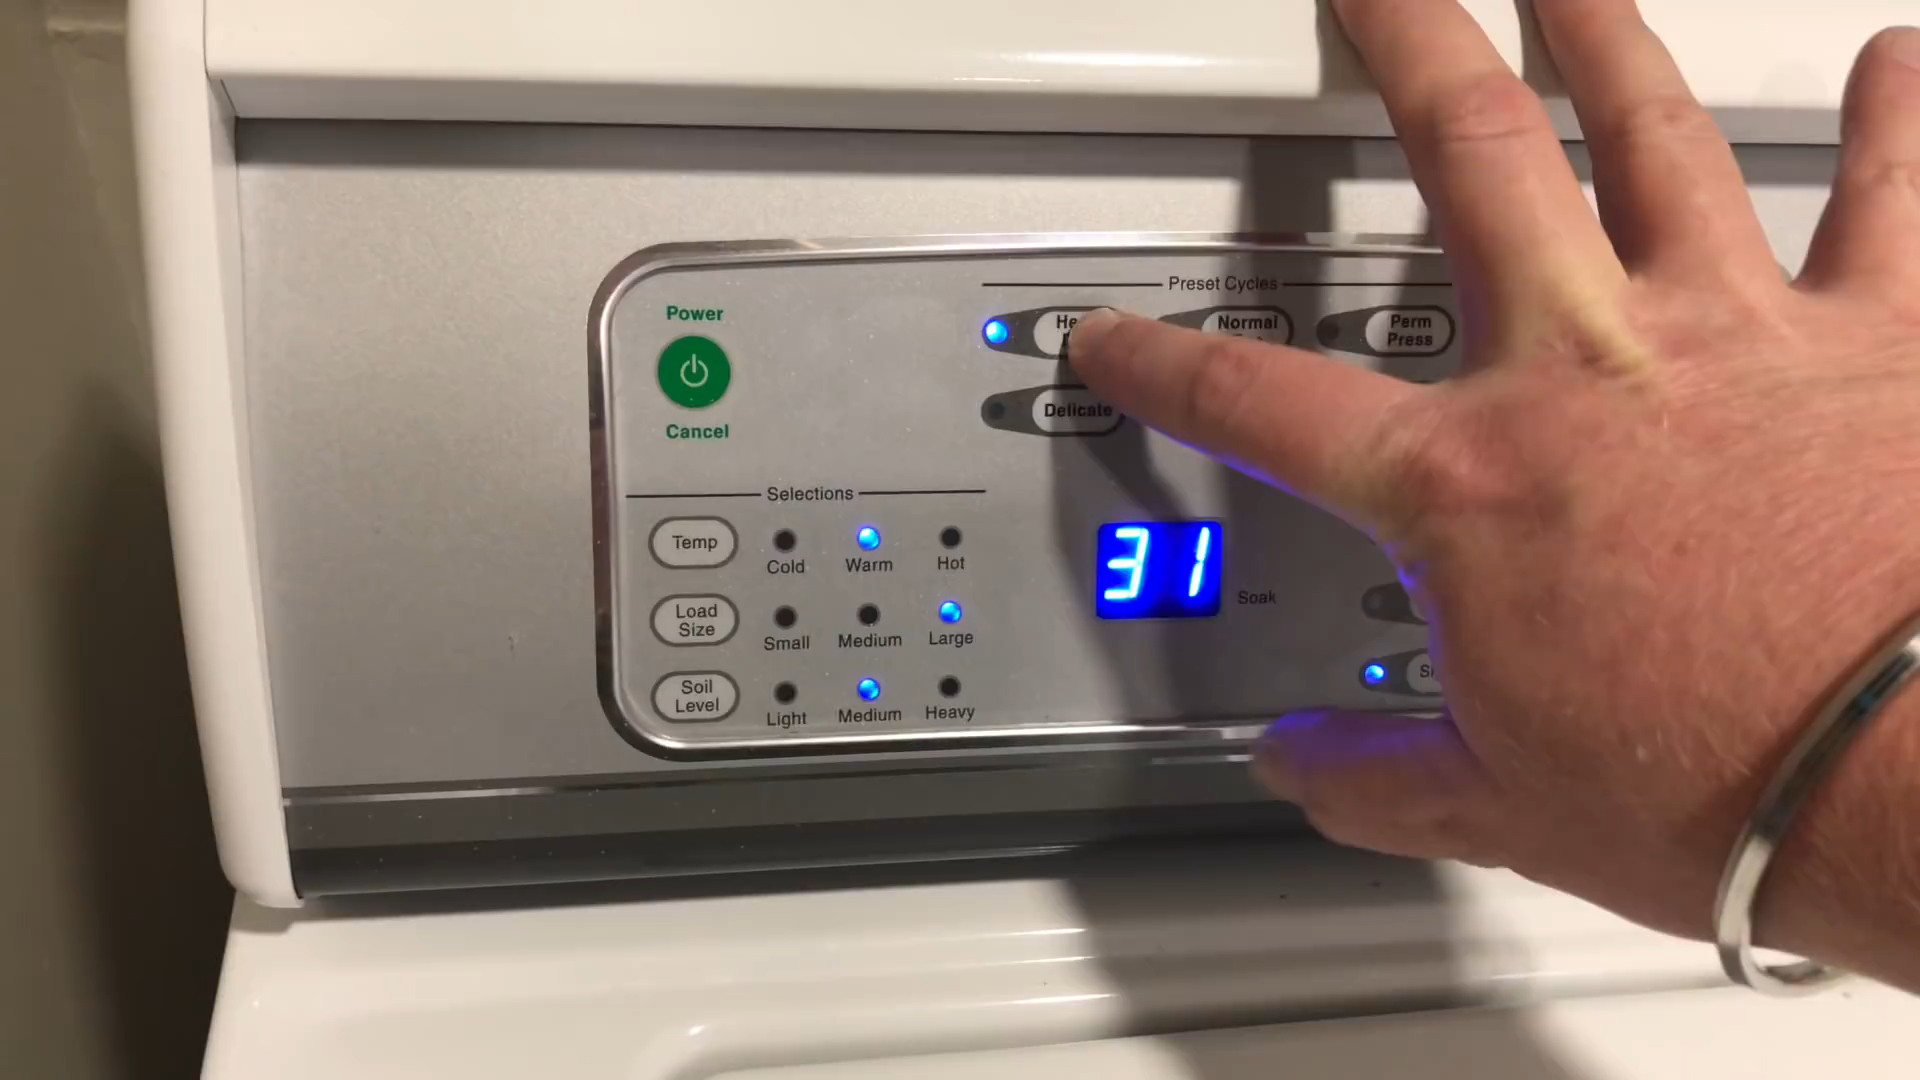 Preset Cycles
Power
Normal
Perm
Press
Delicate
Cancel
Selections
Temp
Cold
Warm
Hot
31
Soak
Load
Size
Small
Medium
Large
Soil
Level
Light
Medium
Heavy